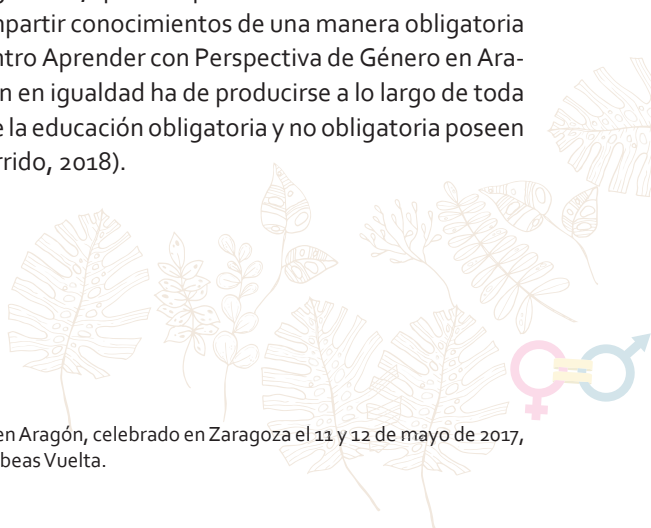 mpartir conocimientos de una manera obligatoria
ntro Aprender con Perspectiva de Género en Ara-
n en igualdad ha de producirse a lo largo de toda
e la educación obligatoria y no obligatoria poseen
rrido, 2018).
en Aragón, celebrado en Zaragoza el 11 y 12 de mayo de 2017,
beas Vuelta.